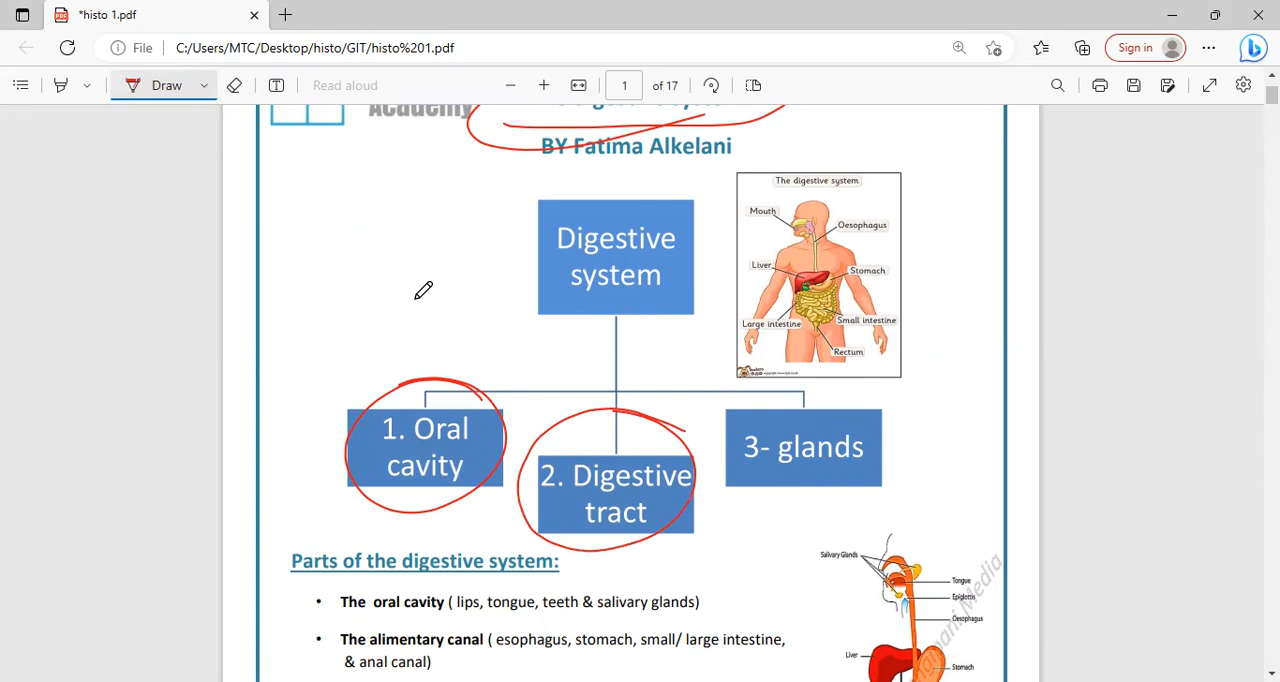 *histo 1.pdf
File C:/Users/MTC/Desktop/histo/GIT/histo%201.pdf
Sign in
Draw
Read aloud
1 of 17
Academy
BY Fatima Alkelani
The digestive system
Mouth
Oesophagus
Liver
Stomach
Large intestine
Small intestine
Rectum
Digestive
system
1. Oral
cavity
2. Digestive
tract
3- glands
Parts of the digestive system:
• The oral cavity ( lips, tongue, teeth & salivary glands)
• The alimentary canal ( esophagus, stomach, small/ large intestine,
& anal canal)
Salivary Glands
Tongue
Epiglottis
Oesophagus
Liver
Stomach
Media